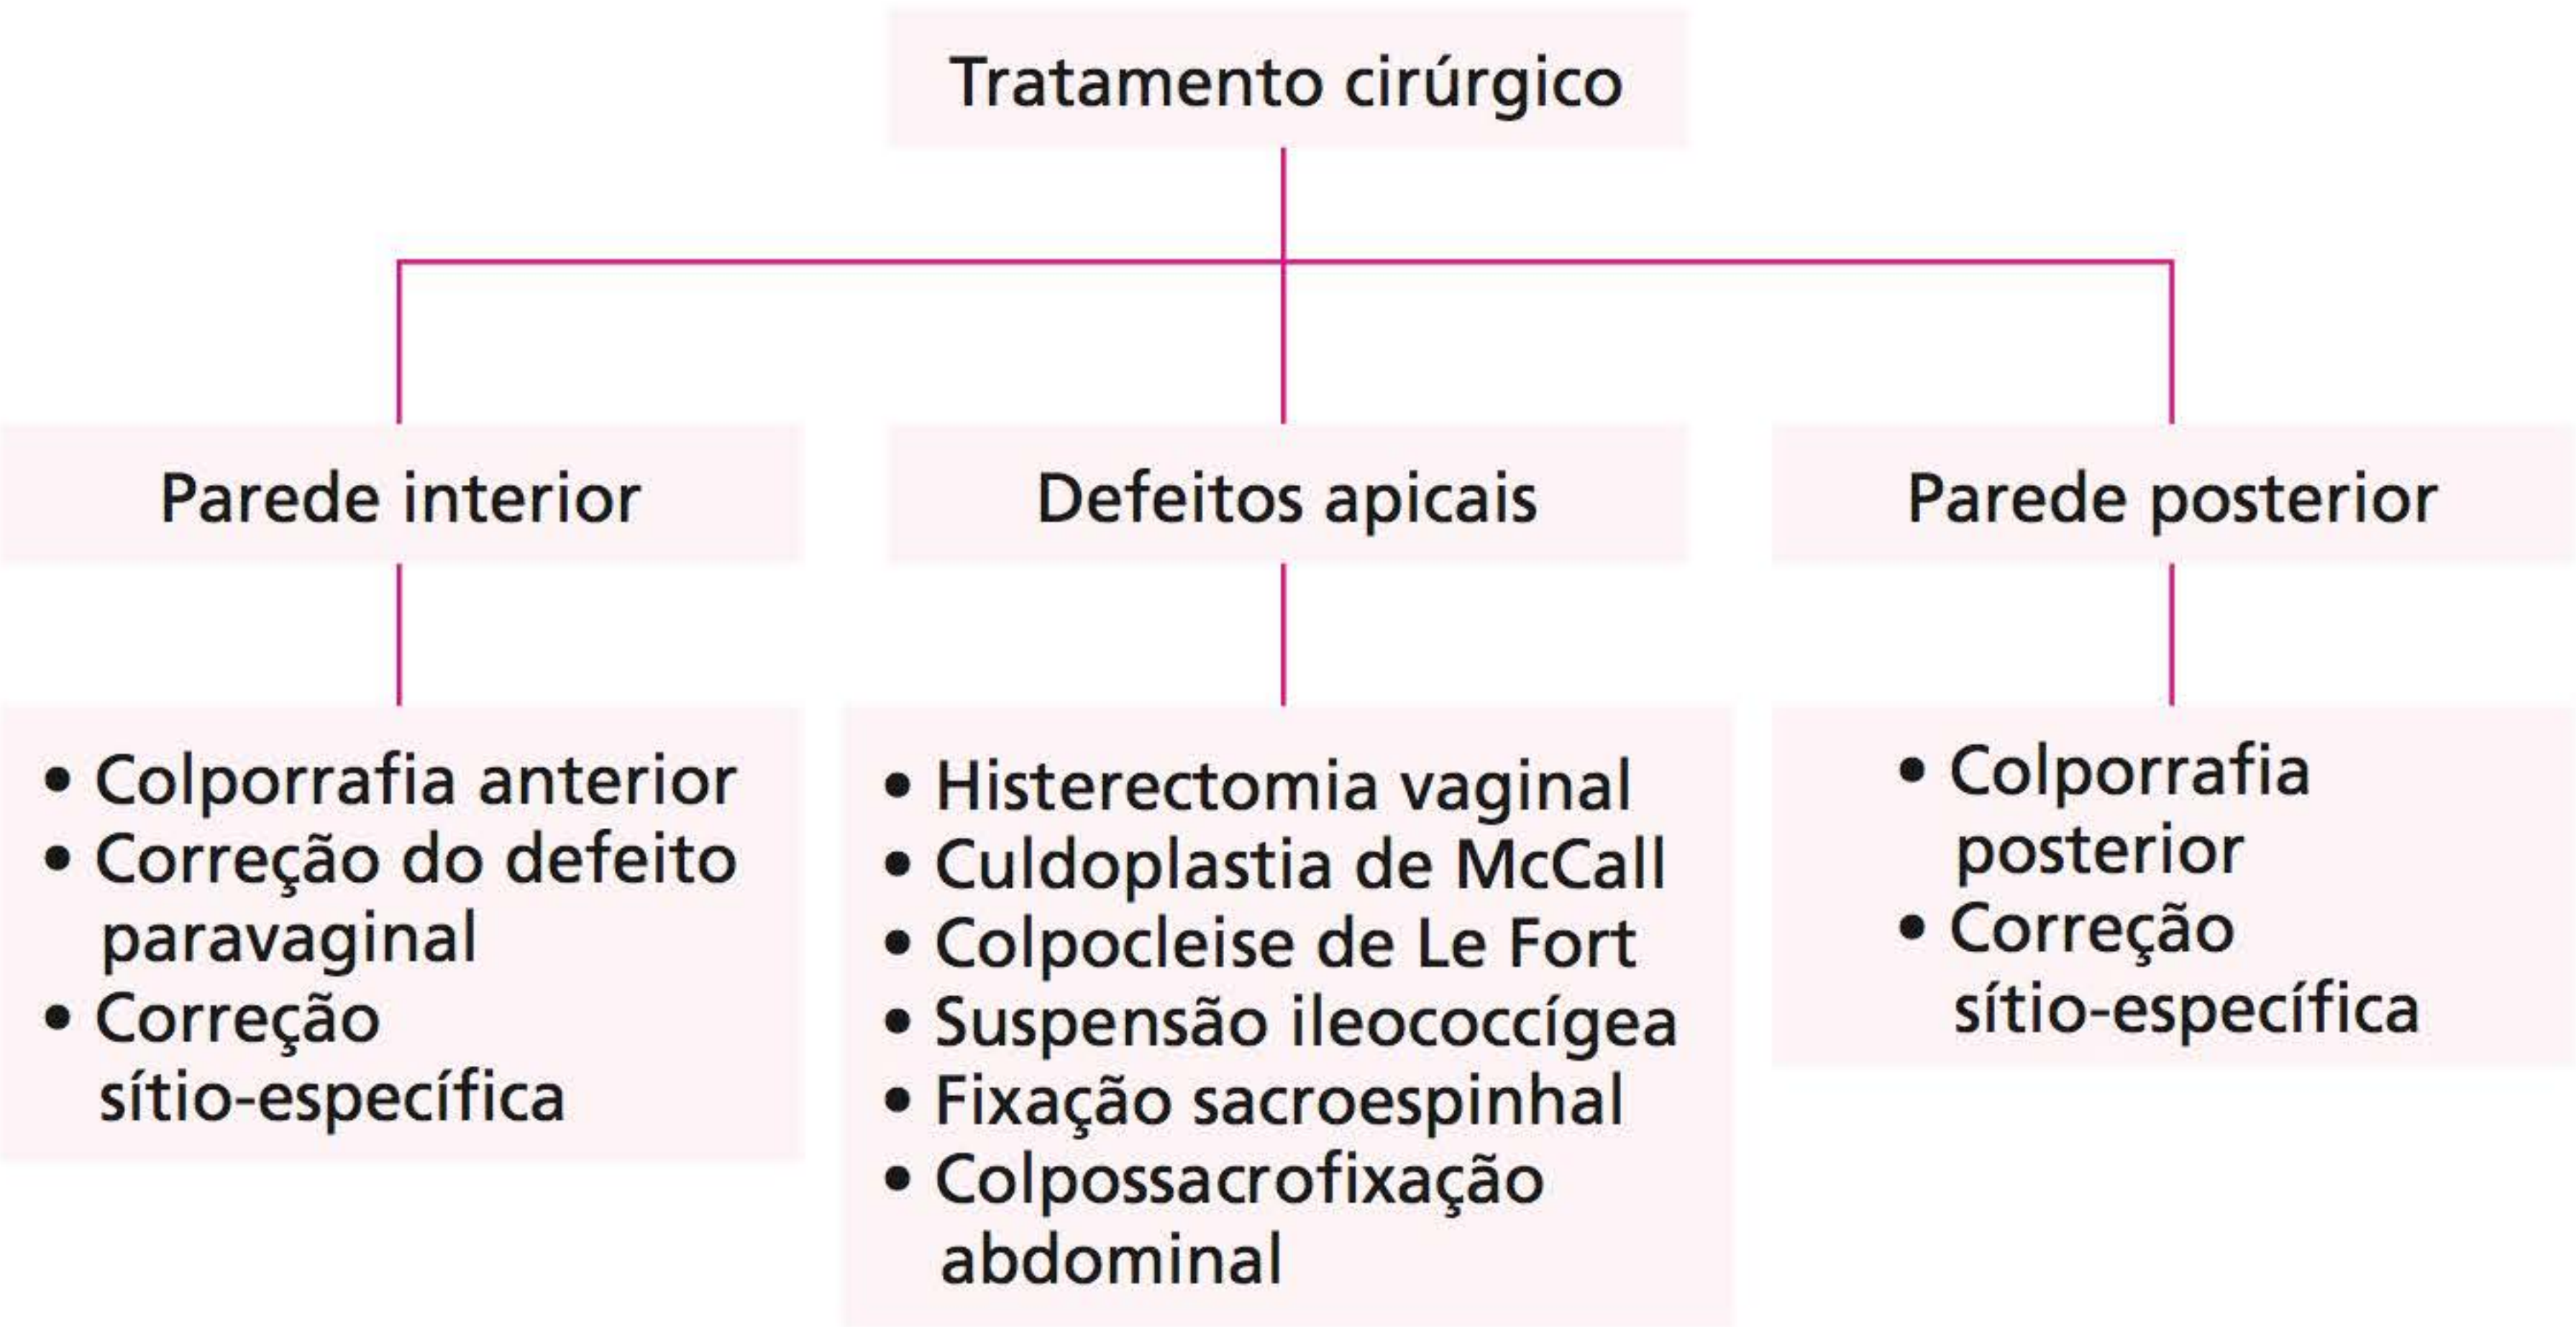 Tratamento cirúrgico
Parede interior
Defeitos apicais
Parede posterior
• Colporrafia anterior
• Correção do defeito
paravaginal
• Correção
sítio-específica
• Histerectomia vaginal
• Culdoplastia de McCall
• Colpocleise de Le Fort
• Suspensão ileococcígea
• Fixação sacroespinhal
• Colpossacrofixação
abdominal
• Colporrafia
posterior
• Correção
sítio-específica